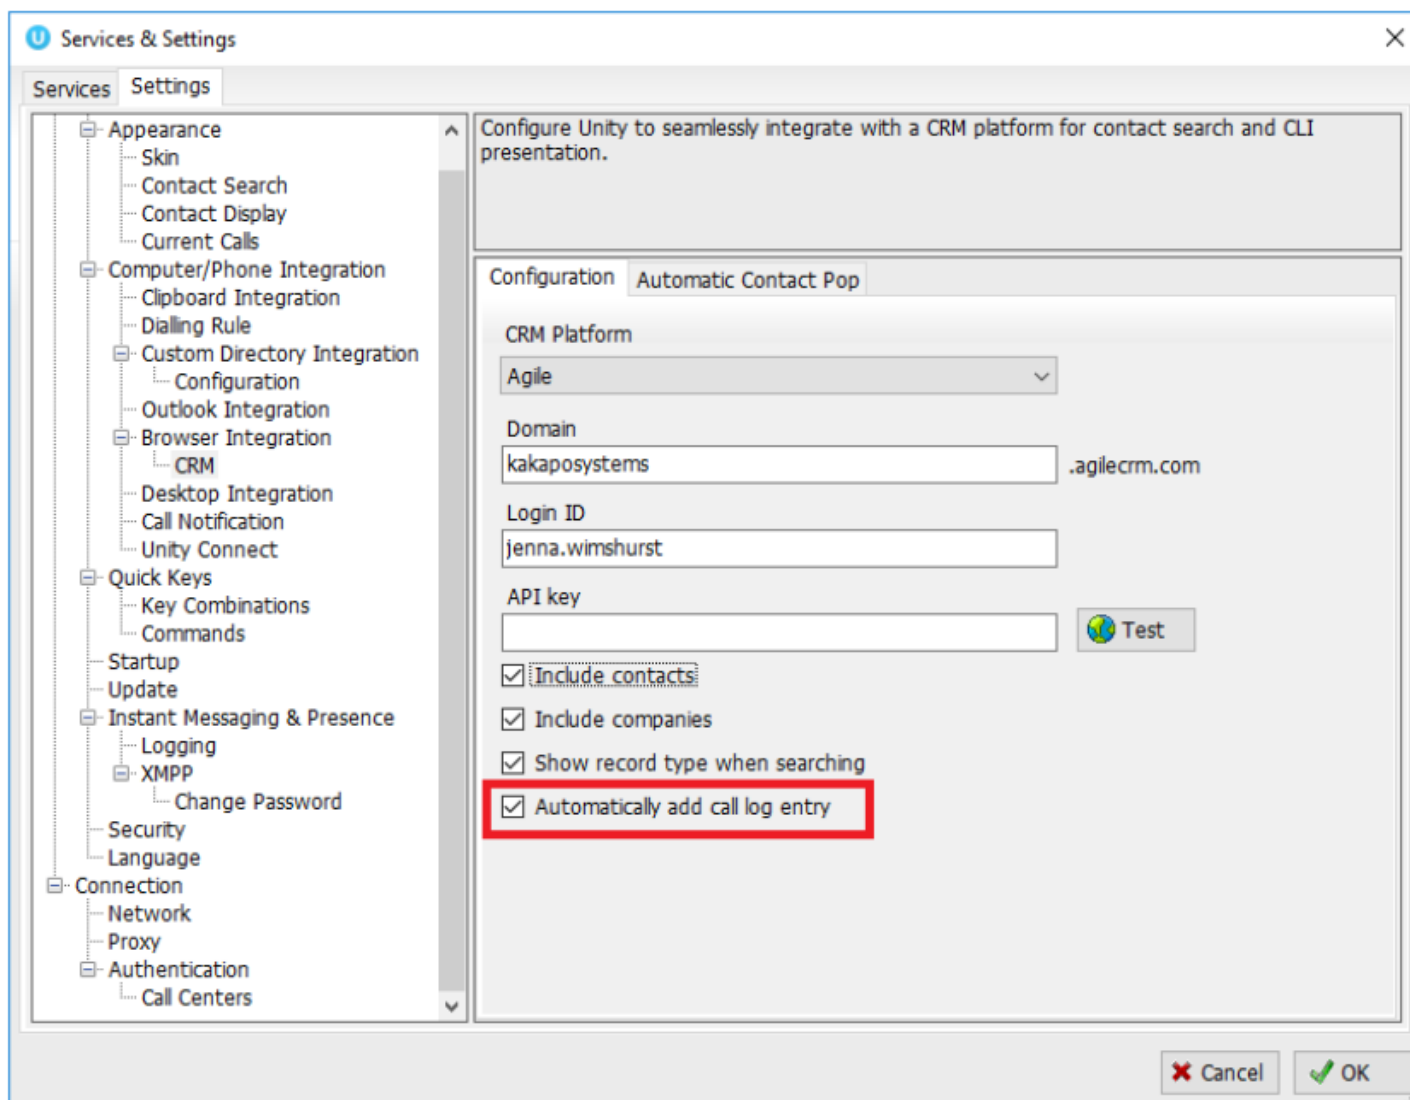 Services & Settings
Services
Settings
Appearance
Skin
Contact Search
Contact Display
Current Calls
Computer/Phone Integration
Clipboard Integration
Dialling Rule
Custom Directory Integration
Configuration
Outlook Integration
Browser Integration
CRM
Desktop Integration
Call Notification
Unity Connect
Quick Keys
Key Combinations
Commands
Startup
Update
Instant Messaging & Presence
Logging
XMPP
Change Password
Security
Language
Connection
Network
Proxy
Authentication
Call Centers
Configure Unity to seamlessly integrate with a CRM platform for contact search and CLI
presentation.
Configuration
Automatic Contact Pop
CRM Platform
Agile
Domain
kakaposystems
.agilecrm.com
Login ID
jenna.wimshurst
API key
Test
Include contacts
Include companies
Show record type when searching
Automatically add call log entry
Cancel
OK